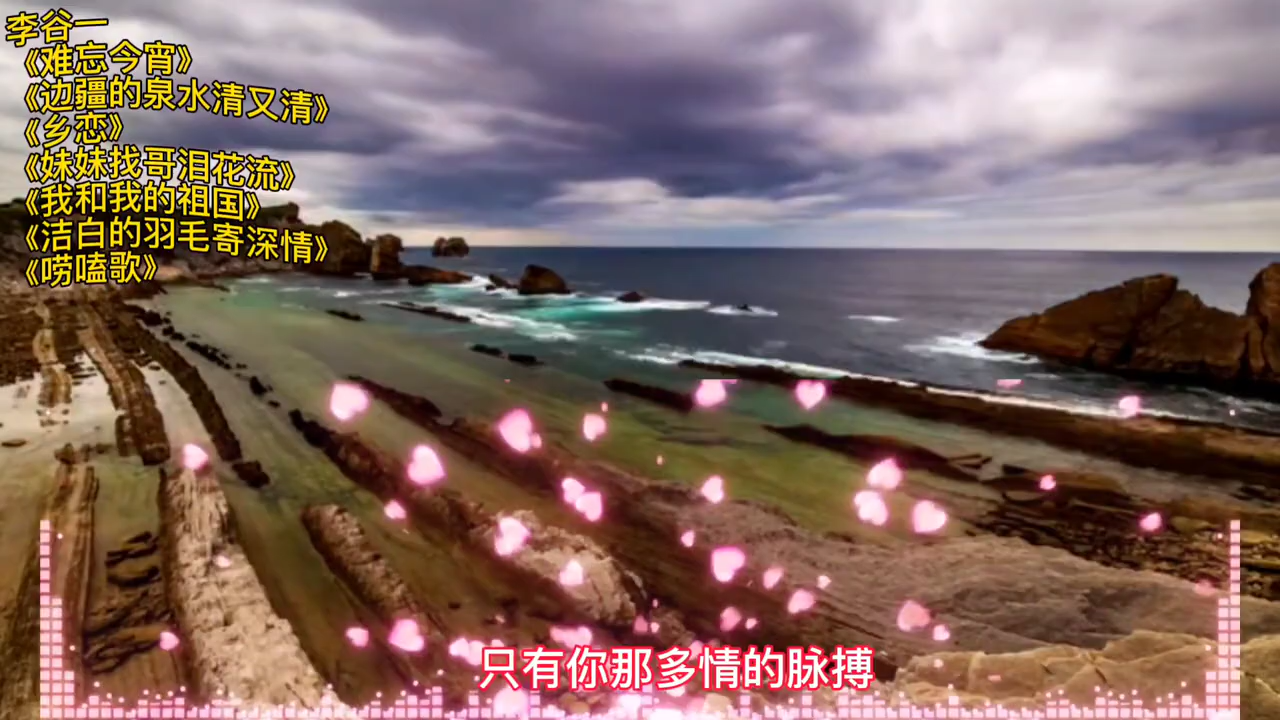 李谷一
《难忘今宵》
《边疆的泉水清又清》
《乡恋》
《妹妹找哥泪花流》
《我和我的祖国》
《洁白的羽毛寄深情》
《唠嗑歌》
只有你那多情的脉搏